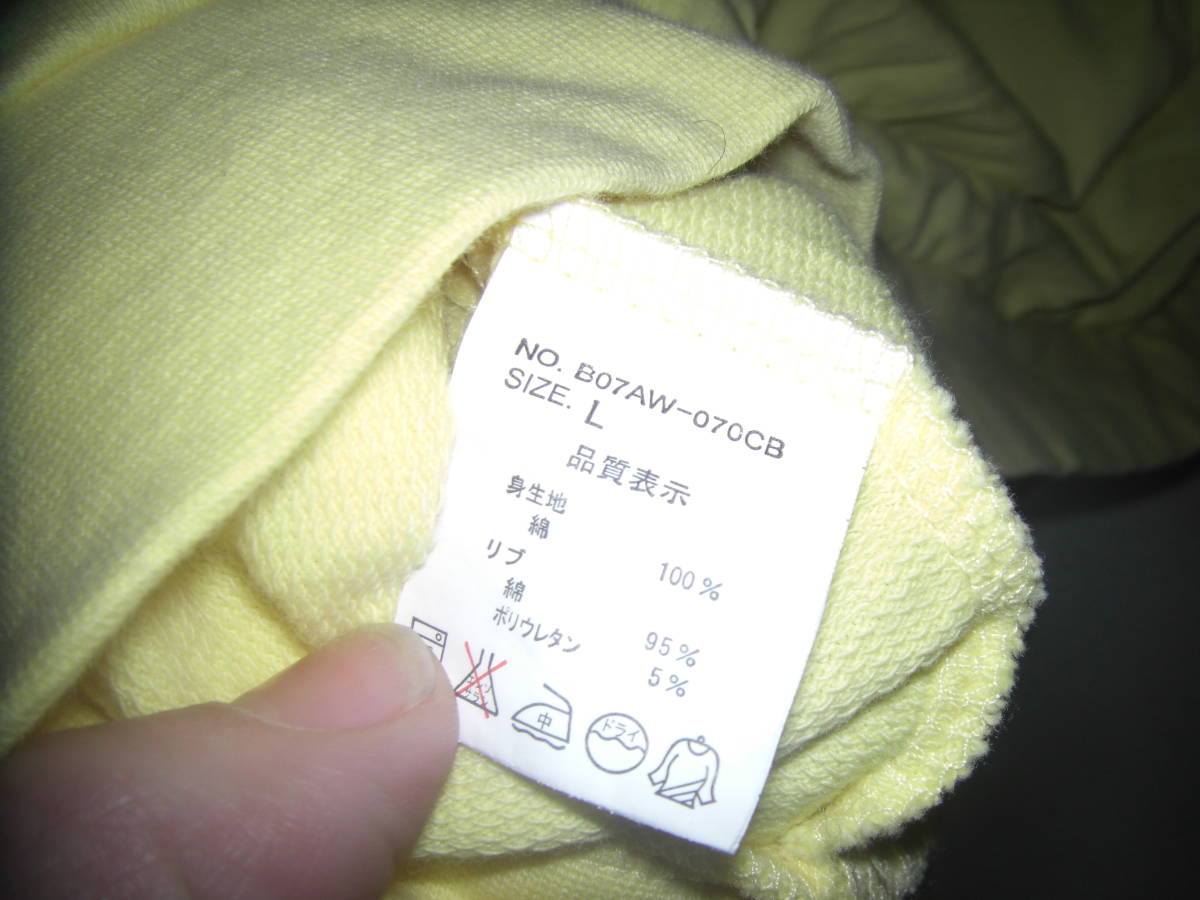 NO. B07AW-070CB
SIZE. L
品質表示
身生地
綿 100%
リブ
綿 95%
ポリウレタン 5%
中
ドライ